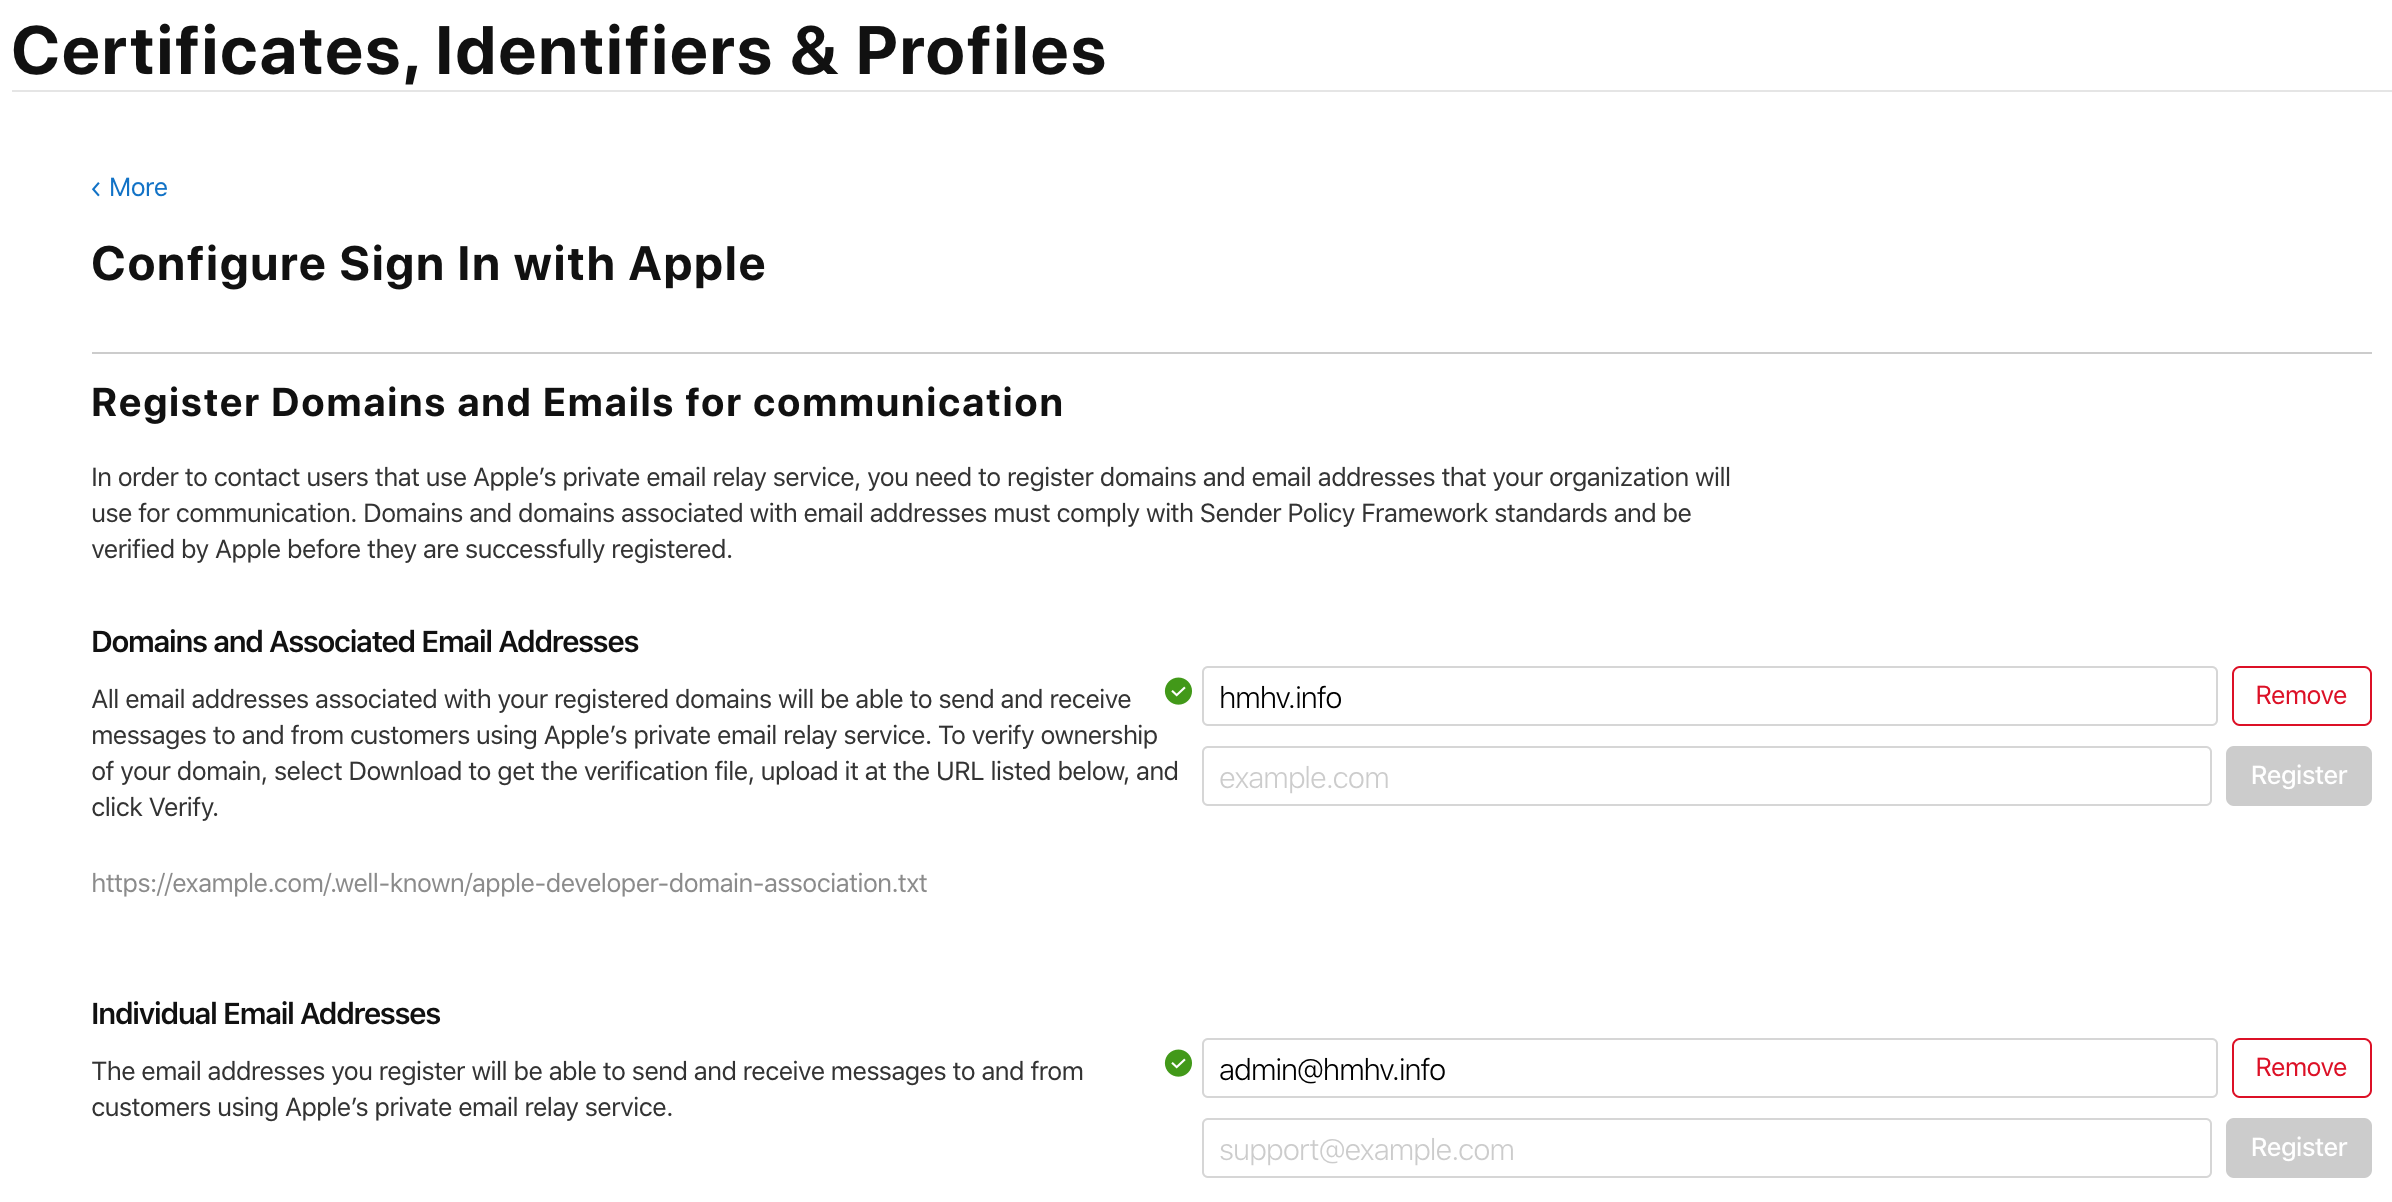 Certificates, Identifiers & Profiles
‹ More
Configure Sign In with Apple
Register Domains and Emails for communication
In order to contact users that use Apple’s private email relay service, you need to register domains and email addresses that your organization will
use for communication. Domains and domains associated with email addresses must comply with Sender Policy Framework standards and be
verified by Apple before they are successfully registered.
Domains and Associated Email Addresses
All email addresses associated with your registered domains will be able to send and receive
messages to and from customers using Apple’s private email relay service. To verify ownership
of your domain, select Download to get the verification file, upload it at the URL listed below, and
click Verify.
https://example.com/.well-known/apple-developer-domain-association.txt
hmhv.info
Remove
example.com
Register
Individual Email Addresses
The email addresses you register will be able to send and receive messages to and from
customers using Apple’s private email relay service.
admin@hmhv.info
Remove
support@example.com
Register